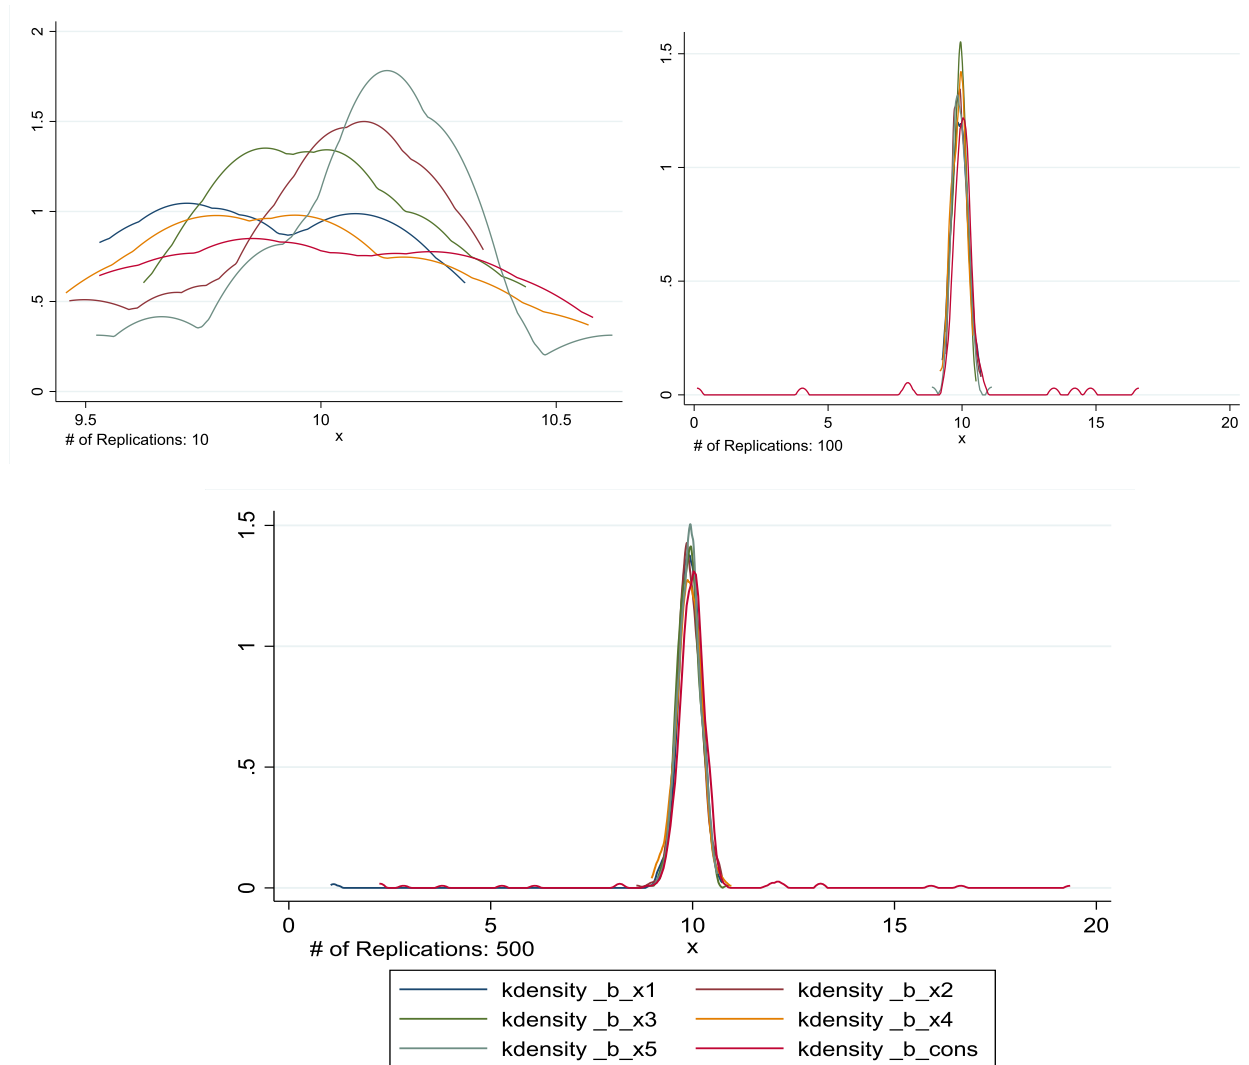 2
1.5
1
.5
0
9.5 10 10.5
x
# of Replications: 10
1.5
1
.5
0
0 5 10 15 20
x
# of Replications: 100
1.5
1
.5
0
0 5 10 15 20
x
# of Replications: 500
kdensity _b_x1 kdensity _b_x2
kdensity _b_x3 kdensity _b_x4
kdensity _b_x5 kdensity _b_cons